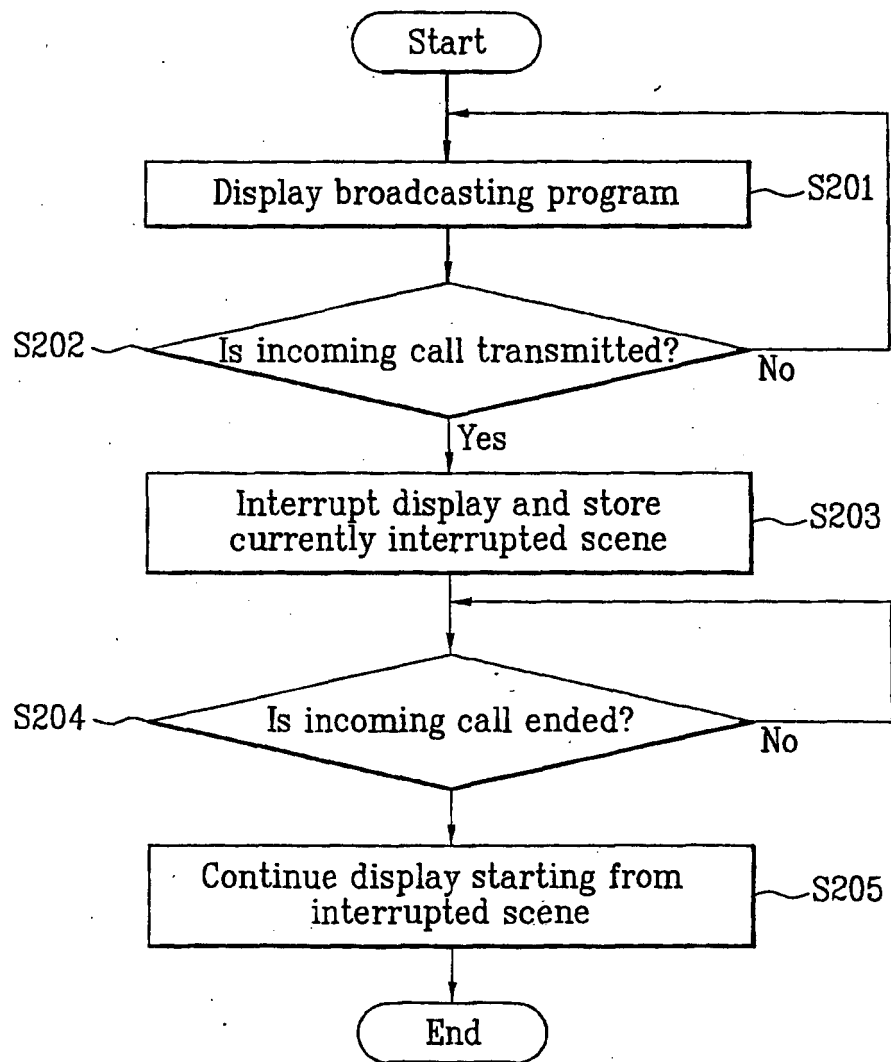 Start
Display broadcasting program
S201
S202
Is incoming call transmitted?
No
Yes
Interrupt display and store
currently interrupted scene
S203
S204
Is incoming call ended?
No
Continue display starting from
interrupted scene
S205
End